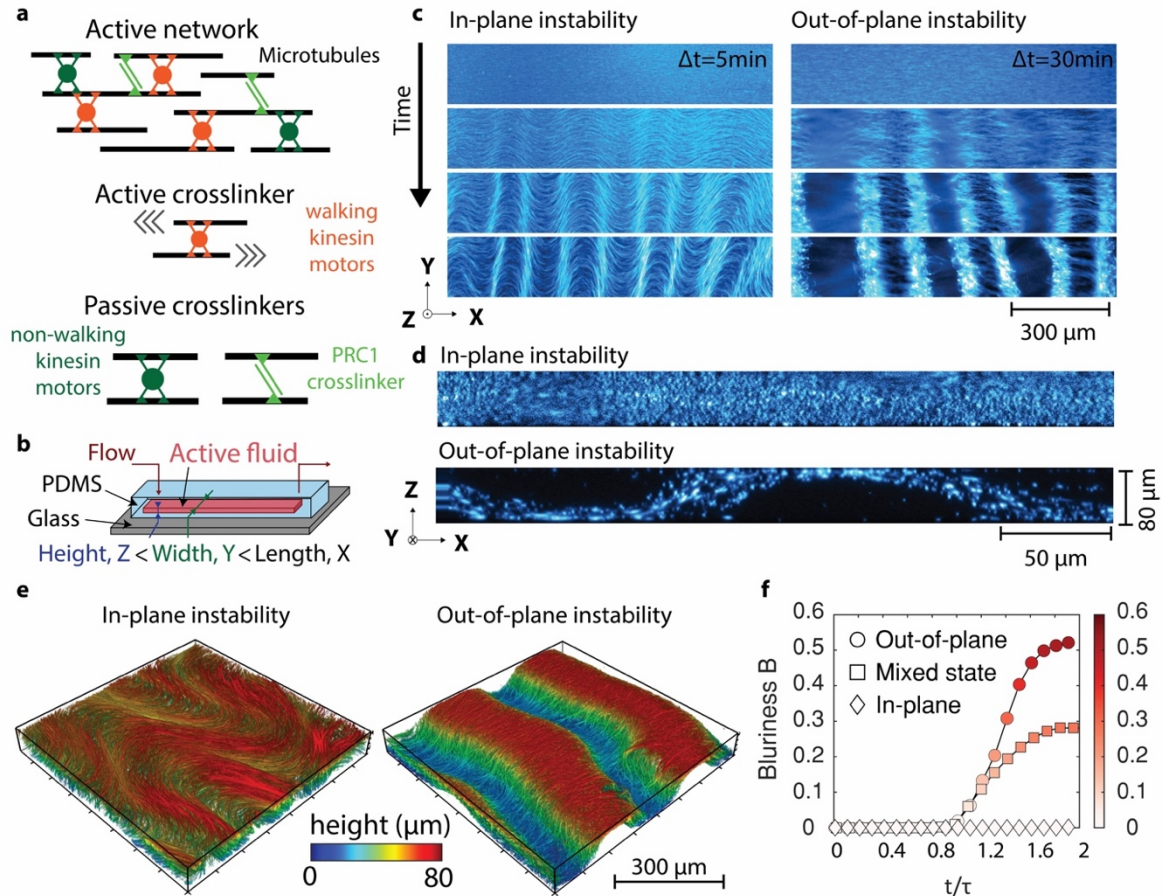 a
Active network
Microtubules
Active crosslinker
walking
kinesin
motors
Passive crosslinkers
non-walking
kinesin
motors
PRC1
crosslinker
b
Flow
Active fluid
PDMS
Glass
Height, Z < Width, Y < Length, X
c
In-plane instability
Out-of-plane instability
Time
Δt=5min
Δt=30min
Y
Z
X
300 μm
d
In-plane instability
Out-of-plane instability
Z
Y
X
80 μm
50 μm
e
In-plane instability
Out-of-plane instability
height (μm)
0
80
300 μm
f
Bluriness B
0.6
0.5
0.4
0.3
0.2
0.1
0
Out-of-plane
Mixed state
In-plane
0.6
0.5
0.4
0.3
0.2
0.1
0
0 0.4 0.8 1.2 1.6 2
t/τ